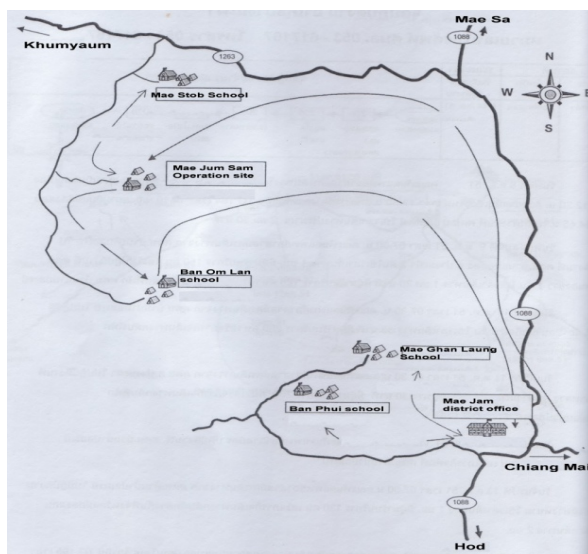 Mae Sa
Khumyaum
1088
1263
N
W
E
S
Mae Stob School
Mae Jum Sam
Operation site
Ban Om Lan
school
1088
Mae Ghan Laung
School
Ban Phui school
Mae Jam
district office
Chiang Mai
1088
Hod